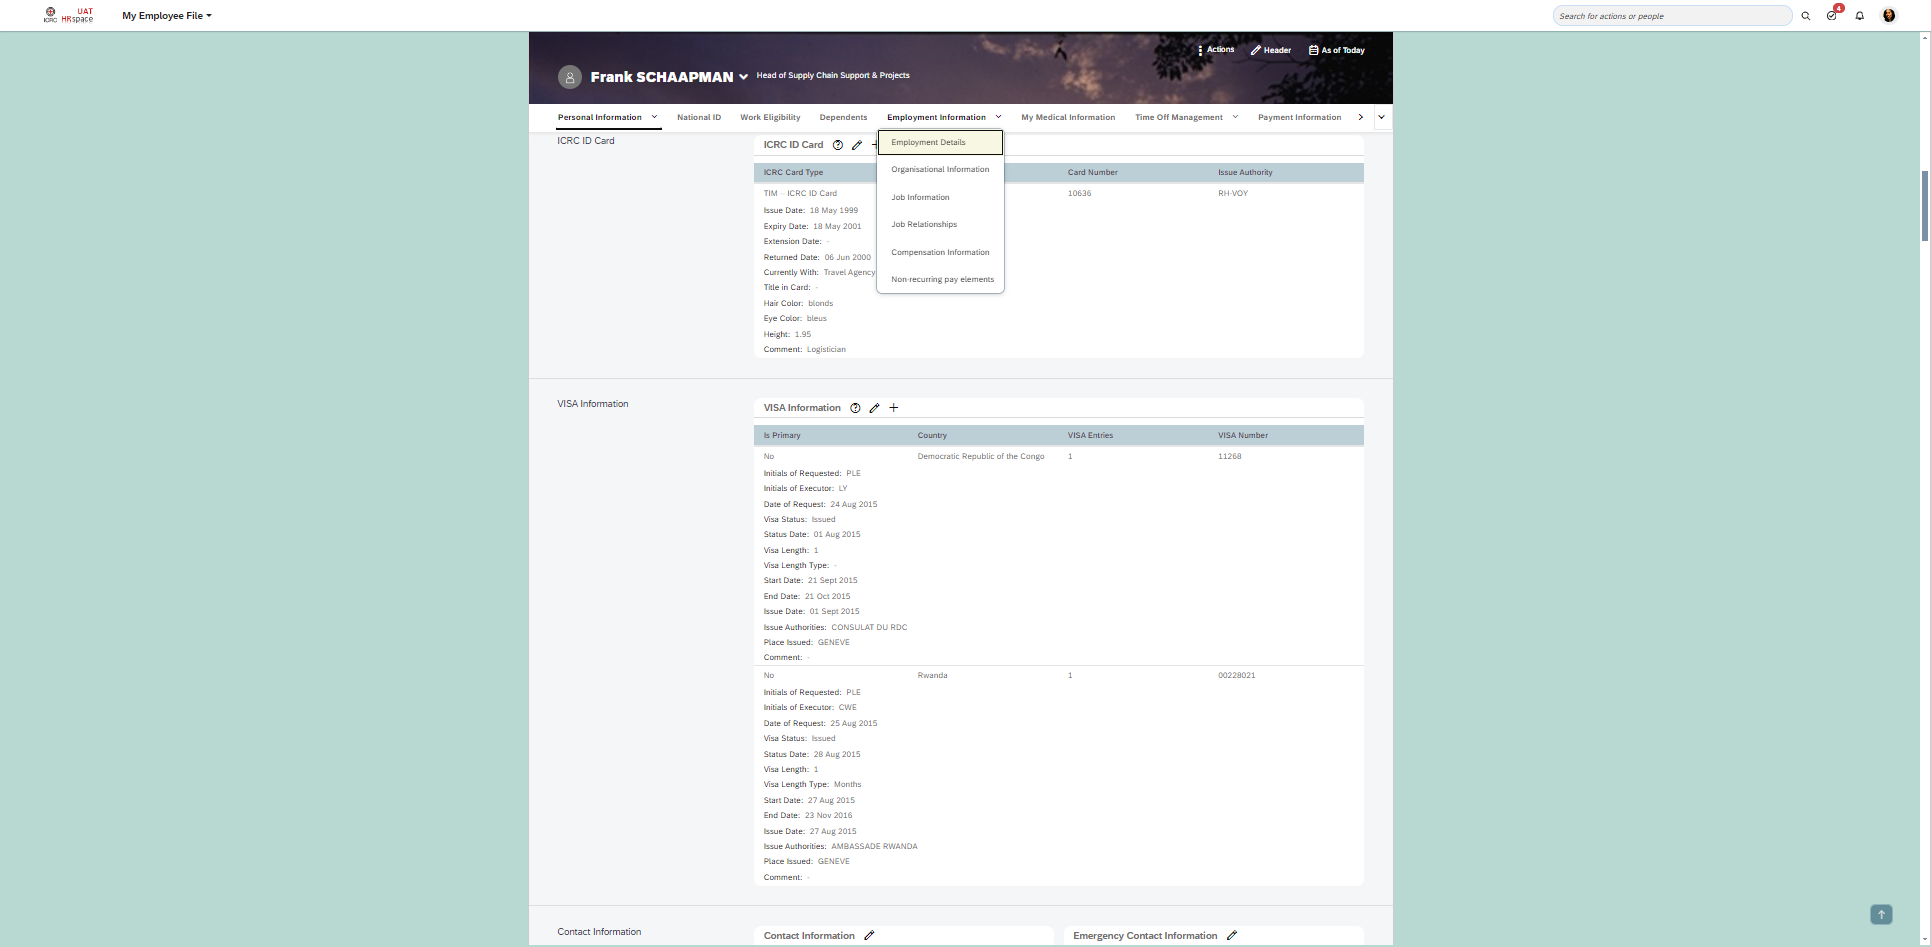 ICRC UAT HRspace
My Employee File
Search for actions or people
4
Actions Header As of Today
Frank SCHAAPMAN Head of Supply Chain Support & Projects
Personal Information National ID Work Eligibility Dependents Employment Information My Medical Information Time Off Management Payment Information
Employment Details
Organisational Information
Job Information
Job Relationships
Compensation Information
Non-recurring pay elements
ICRC ID Card
ICRC ID Card
ICRC Card Type Card Number Issue Authority
TIM - ICRC ID Card 10636 RH-VOY
Issue Date: 18 May 1999
Expiry Date: 18 May 2001
Extension Date: -
Returned Date: 06 Jun 2000
Currently With: Travel Agency
Title in Card: -
Hair Color: blonds
Eye Color: bleus
Height: 1.95
Comment: Logistician
VISA Information
VISA Information
Is Primary Country VISA Entries VISA Number
No Democratic Republic of the Congo 1 11268
Initials of Requested: PLE
Initials of Executor: LY
Date of Request: 24 Aug 2015
Visa Status: Issued
Status Date: 01 Aug 2015
Visa Length: 1
Visa Length Type: -
Start Date: 21 Sept 2015
End Date: 21 Oct 2015
Issue Date: 01 Sept 2015
Issue Authorities: CONSULAT DU RDC
Place Issued: GENEVE
Comment: -
No Rwanda 1 00228021
Initials of Requested: PLE
Initials of Executor: CWE
Date of Request: 25 Aug 2015
Visa Status: Issued
Status Date: 28 Aug 2015
Visa Length: 1
Visa Length Type: Months
Start Date: 27 Aug 2015
End Date: 23 Nov 2016
Issue Date: 27 Aug 2015
Issue Authorities: AMBASSADE RWANDA
Place Issued: GENEVE
Comment: -
Contact Information
Contact Information
Emergency Contact Information